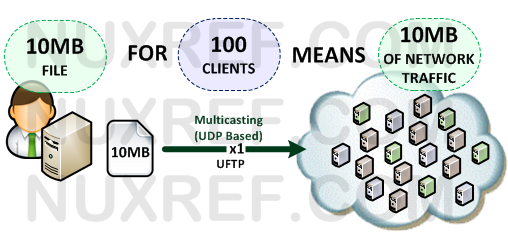 NUXREF.COM
10MB
FILE
FOR
100
CLIENTS
MEANS
10MB
OF NETWORK
TRAFFIC
NUXREF.COM
10MB
Multicasting
(UDP Based)
x1
UFTP
NUXREF.COM